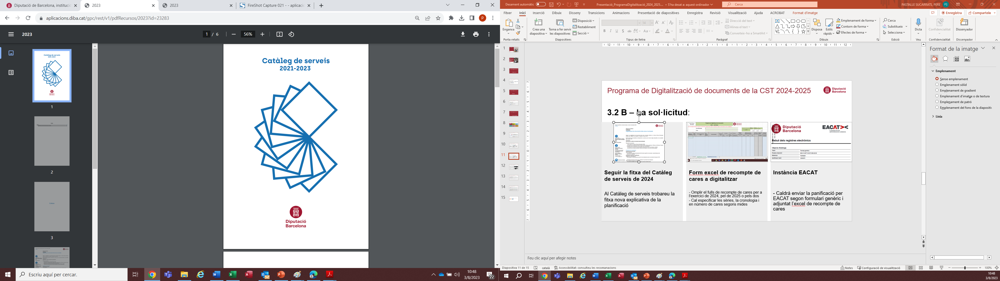 Diputació de Barcelona, institució
2023
2023
FireShot Capture 021 - - aplicacio
aplicacions.diba.cat/gpc/rest/v1/pdfRecursos/2023?id=23283
2023
1 / 6
56%
Catàleg de serveis
2021-2023
1
2
3
Catàleg de serveis
2021-2023
Diputació
Barcelona
Escriu aquí per cercar.
10:48
3/8/2023
22
Desament automàtic
Presentació_ProgramaDigitalització_2024_2025....
• S'ha desat a: aquest ordinador
Cerca
PASTALLE SUCARRATS, PERE
PS
Fitxer
Inici
Inserció
Dibuix
Disseny
Transicions
Animacions
Presentació de diapositives
Enregistra
Revisió
Visualització
Ajuda
ACROBAT
Format d'imatge
Enregistra
Comparteix
Enganxa
Porta-retalls
Crea una
diapositiva
Torna a fer servir
les diapositives
Disposició
Restabliment
Secció
Diapositives
14
Tipus de lletra
Direcció del text
Alinea el text
Converteix-ho a SmartArt
Paràgraf
Disposa
Estils
ràpids
Emplenament de forma
Contorn de forma
Efectes de forma
Dibuix
Cerca
Substitueix
Selecciona
Edició
Dicta
Veu
Confidencialitat
Confidencialitat
Dissenyador
Dissenyador
1
2
3
4
5
6
7
8
9
10
11
12
13
14
15
Programa de Digitalització de documents de la CST 2024-2025
Diputació
Barcelona
3.2 B – La sol·licitud:
Diputació
Barcelona
EACAT
Rebut dels registres electrònics
Objecte d'entrega
Seguir la fitxa del Catàleg
de serveis de 2024
Al Catàleg de serveis trobareu la
fitxa nova explicativa de la
planificació
Form excel de recompte de
cares a digitalitzar
- Omplir el fulls de recompte de cares per a
l'exercici de 2024, pel de 2025 o pels dos
- Cal especificar les sèries, la cronologia i
en número de cares segons mides
Instància EACAT
- Caldrà enviar la panificació per
EACAT segon formulari genèric i
adjuntat l'excel de recompte de
cares
Format de la imatge
Emplenament
Sense emplenament
Emplenament sòlid
Emplenament de gradient
Emplenament d'imatge o de textura
Emplenament de patró
Emplenament del fons de la diapositiv
Línia
Feu clic aquí per afegir notes
Diapositiva 11 de 15
català
Accessibilitat: consulteu les recomanacions
Notes
Configuració de visualització
100%
10:48
3/8/2023